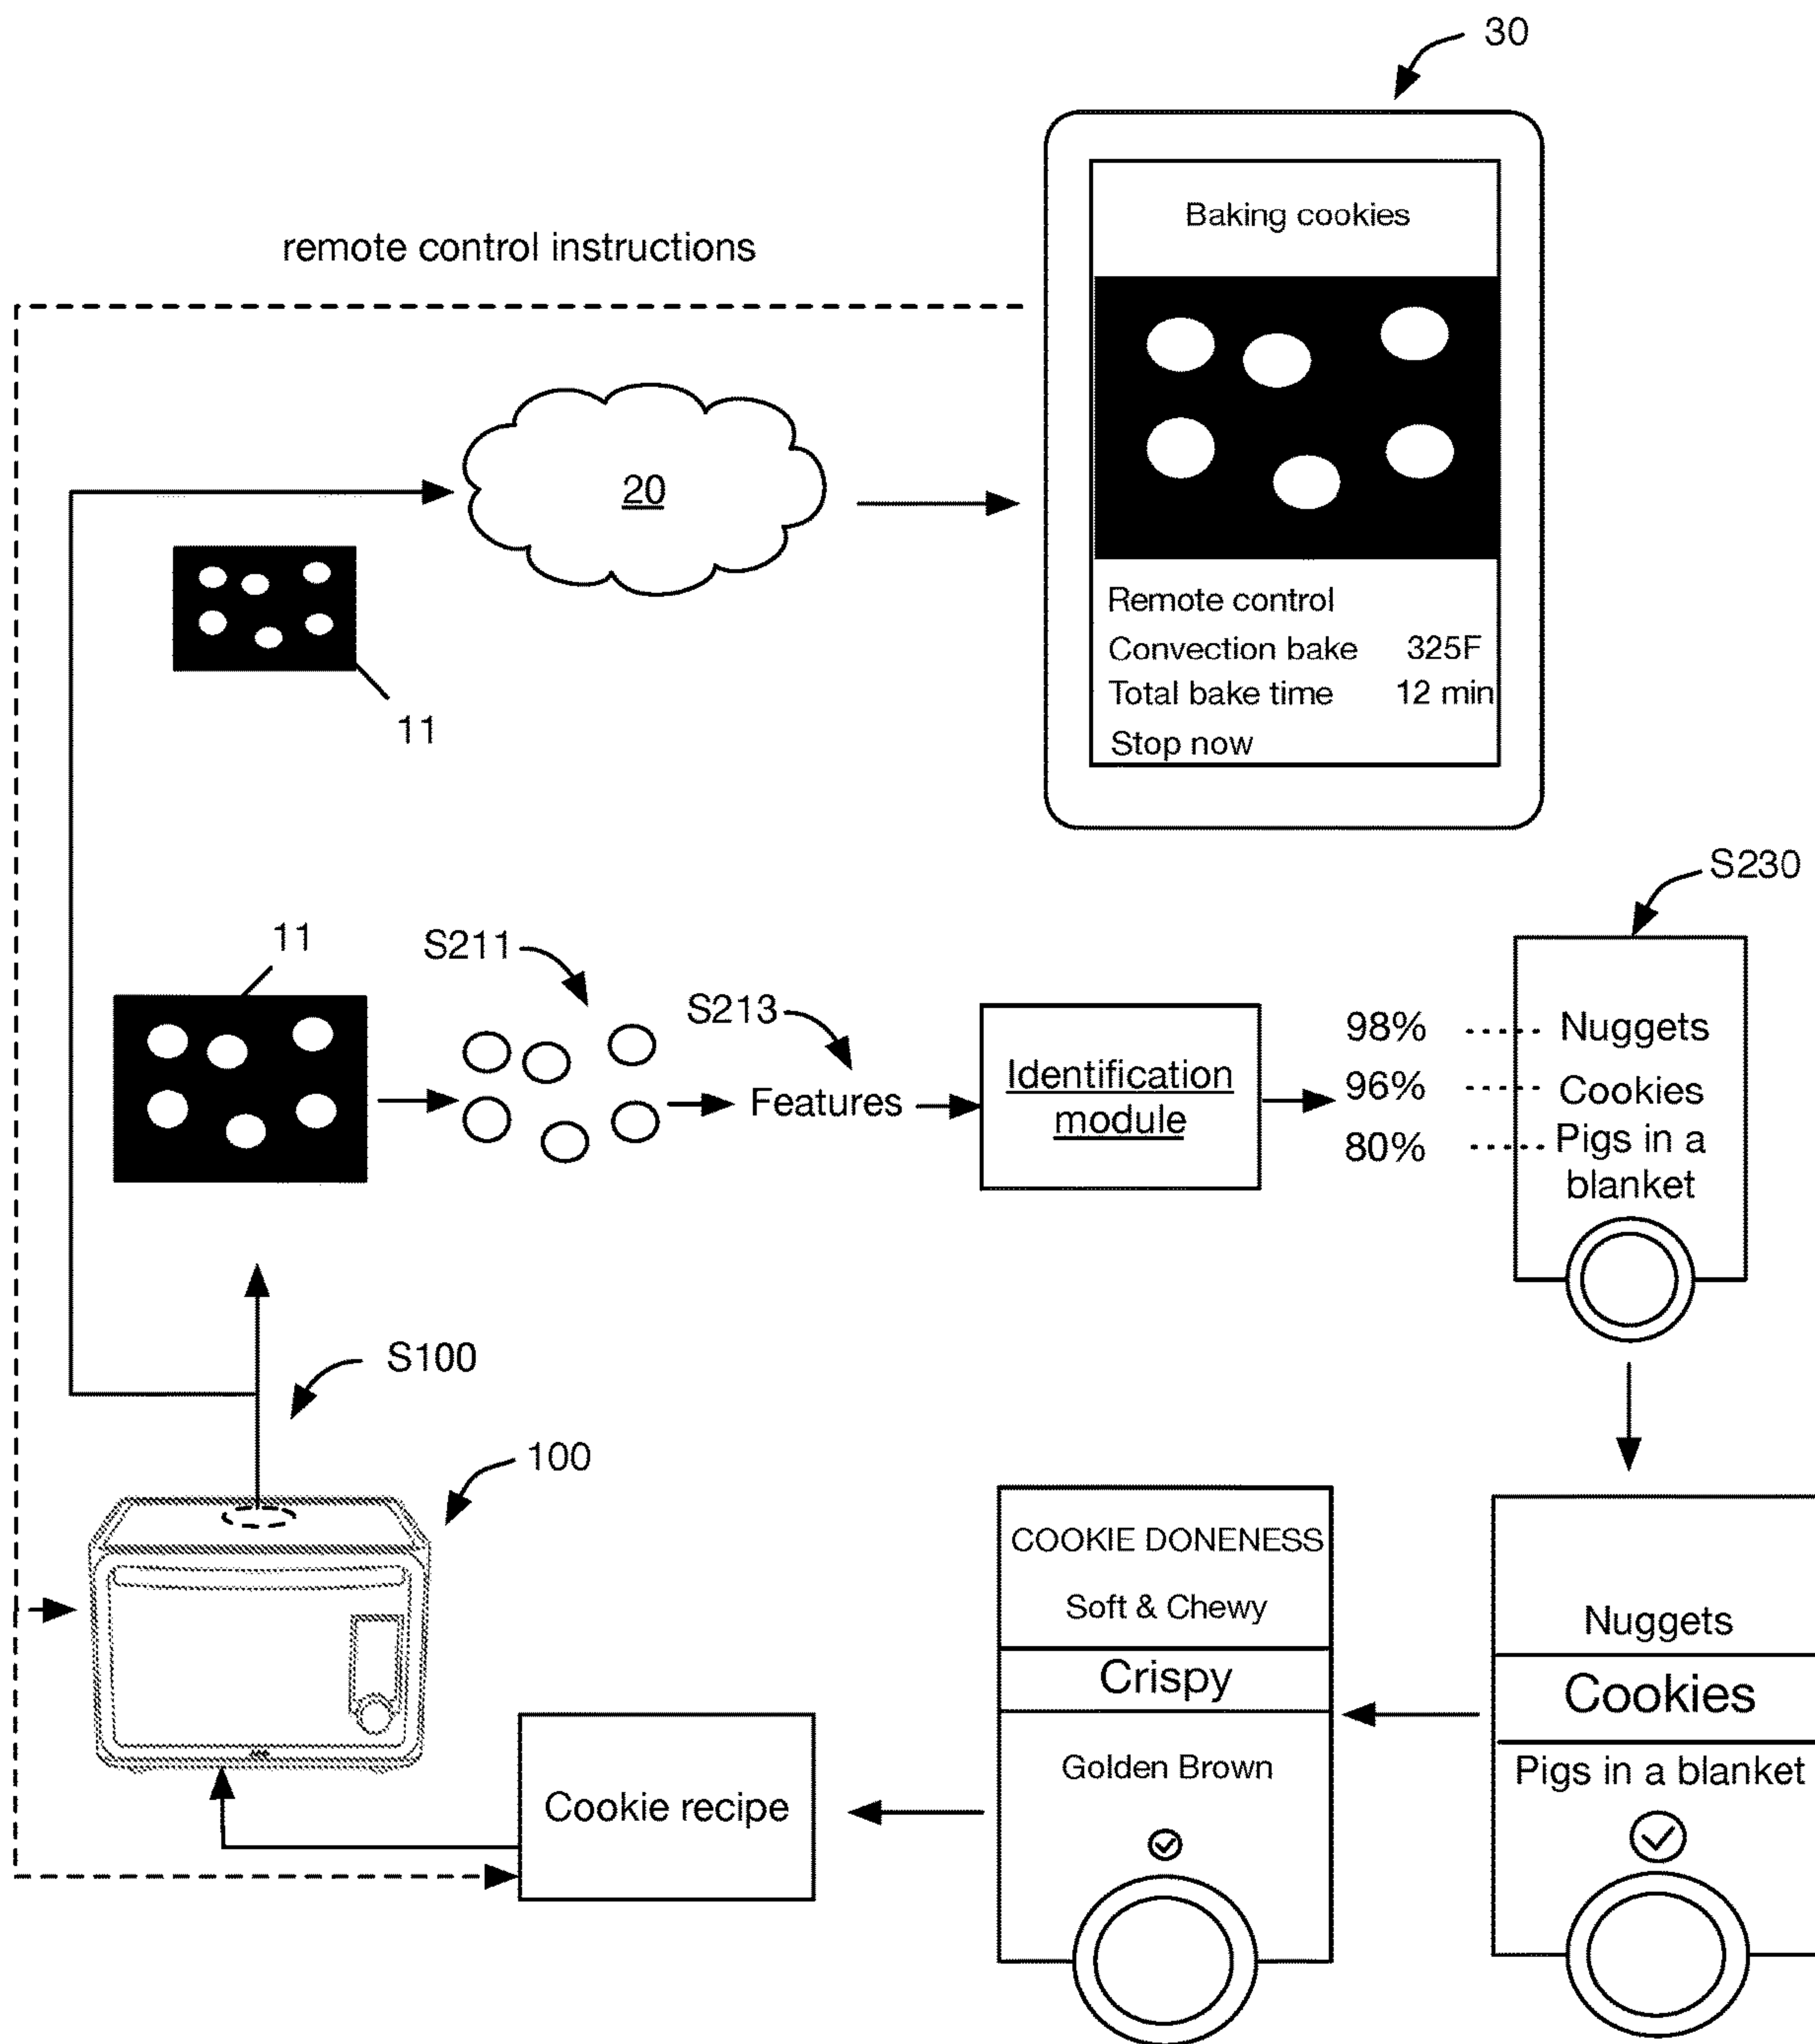 30
Baking cookies
remote control instructions
20
Remote control
Convection bake 325F
Total bake time 12 min
Stop now
11
S230
11
S211
S213
98% Nuggets
96% Cookies
80% Pigs in a
blanket
Features
Identification
module
S100
100
COOKIE DONENESS
Soft & Chewy
Crispy
Golden Brown
Nuggets
Cookies
Pigs in a blanket
Cookie recipe